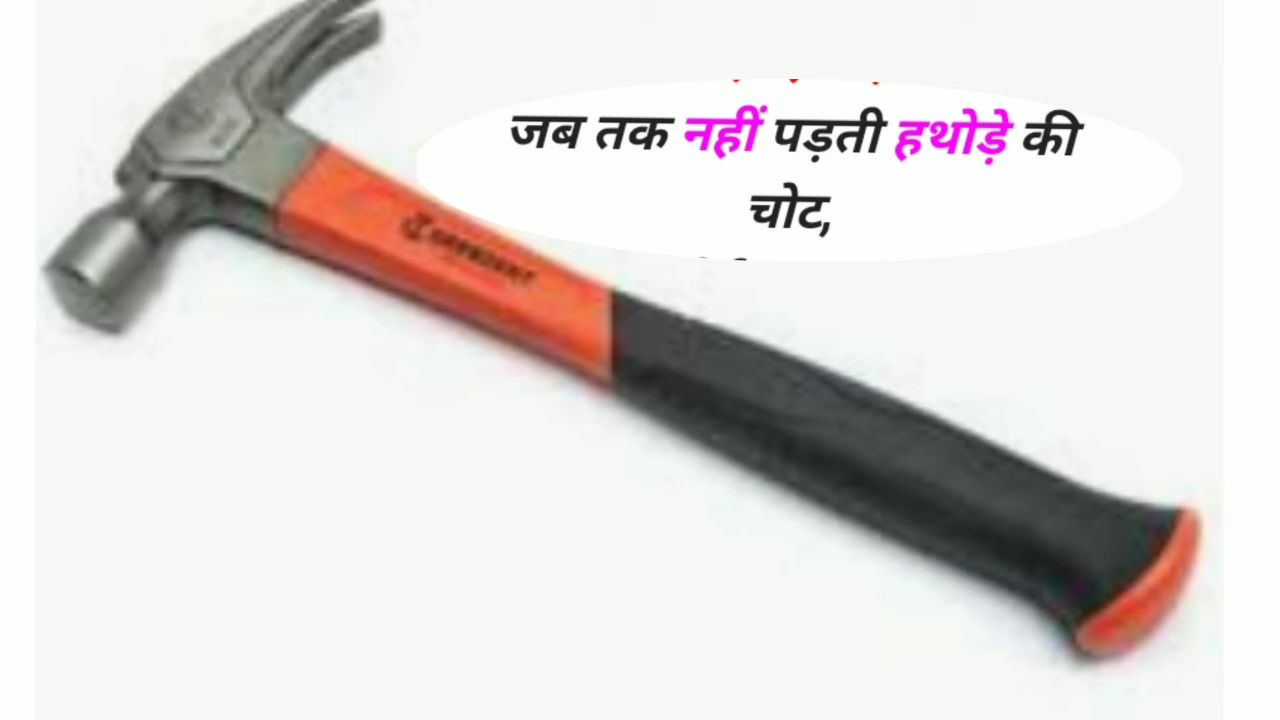 जब तक नहीं पड़ती हथोड़े की
चोट,